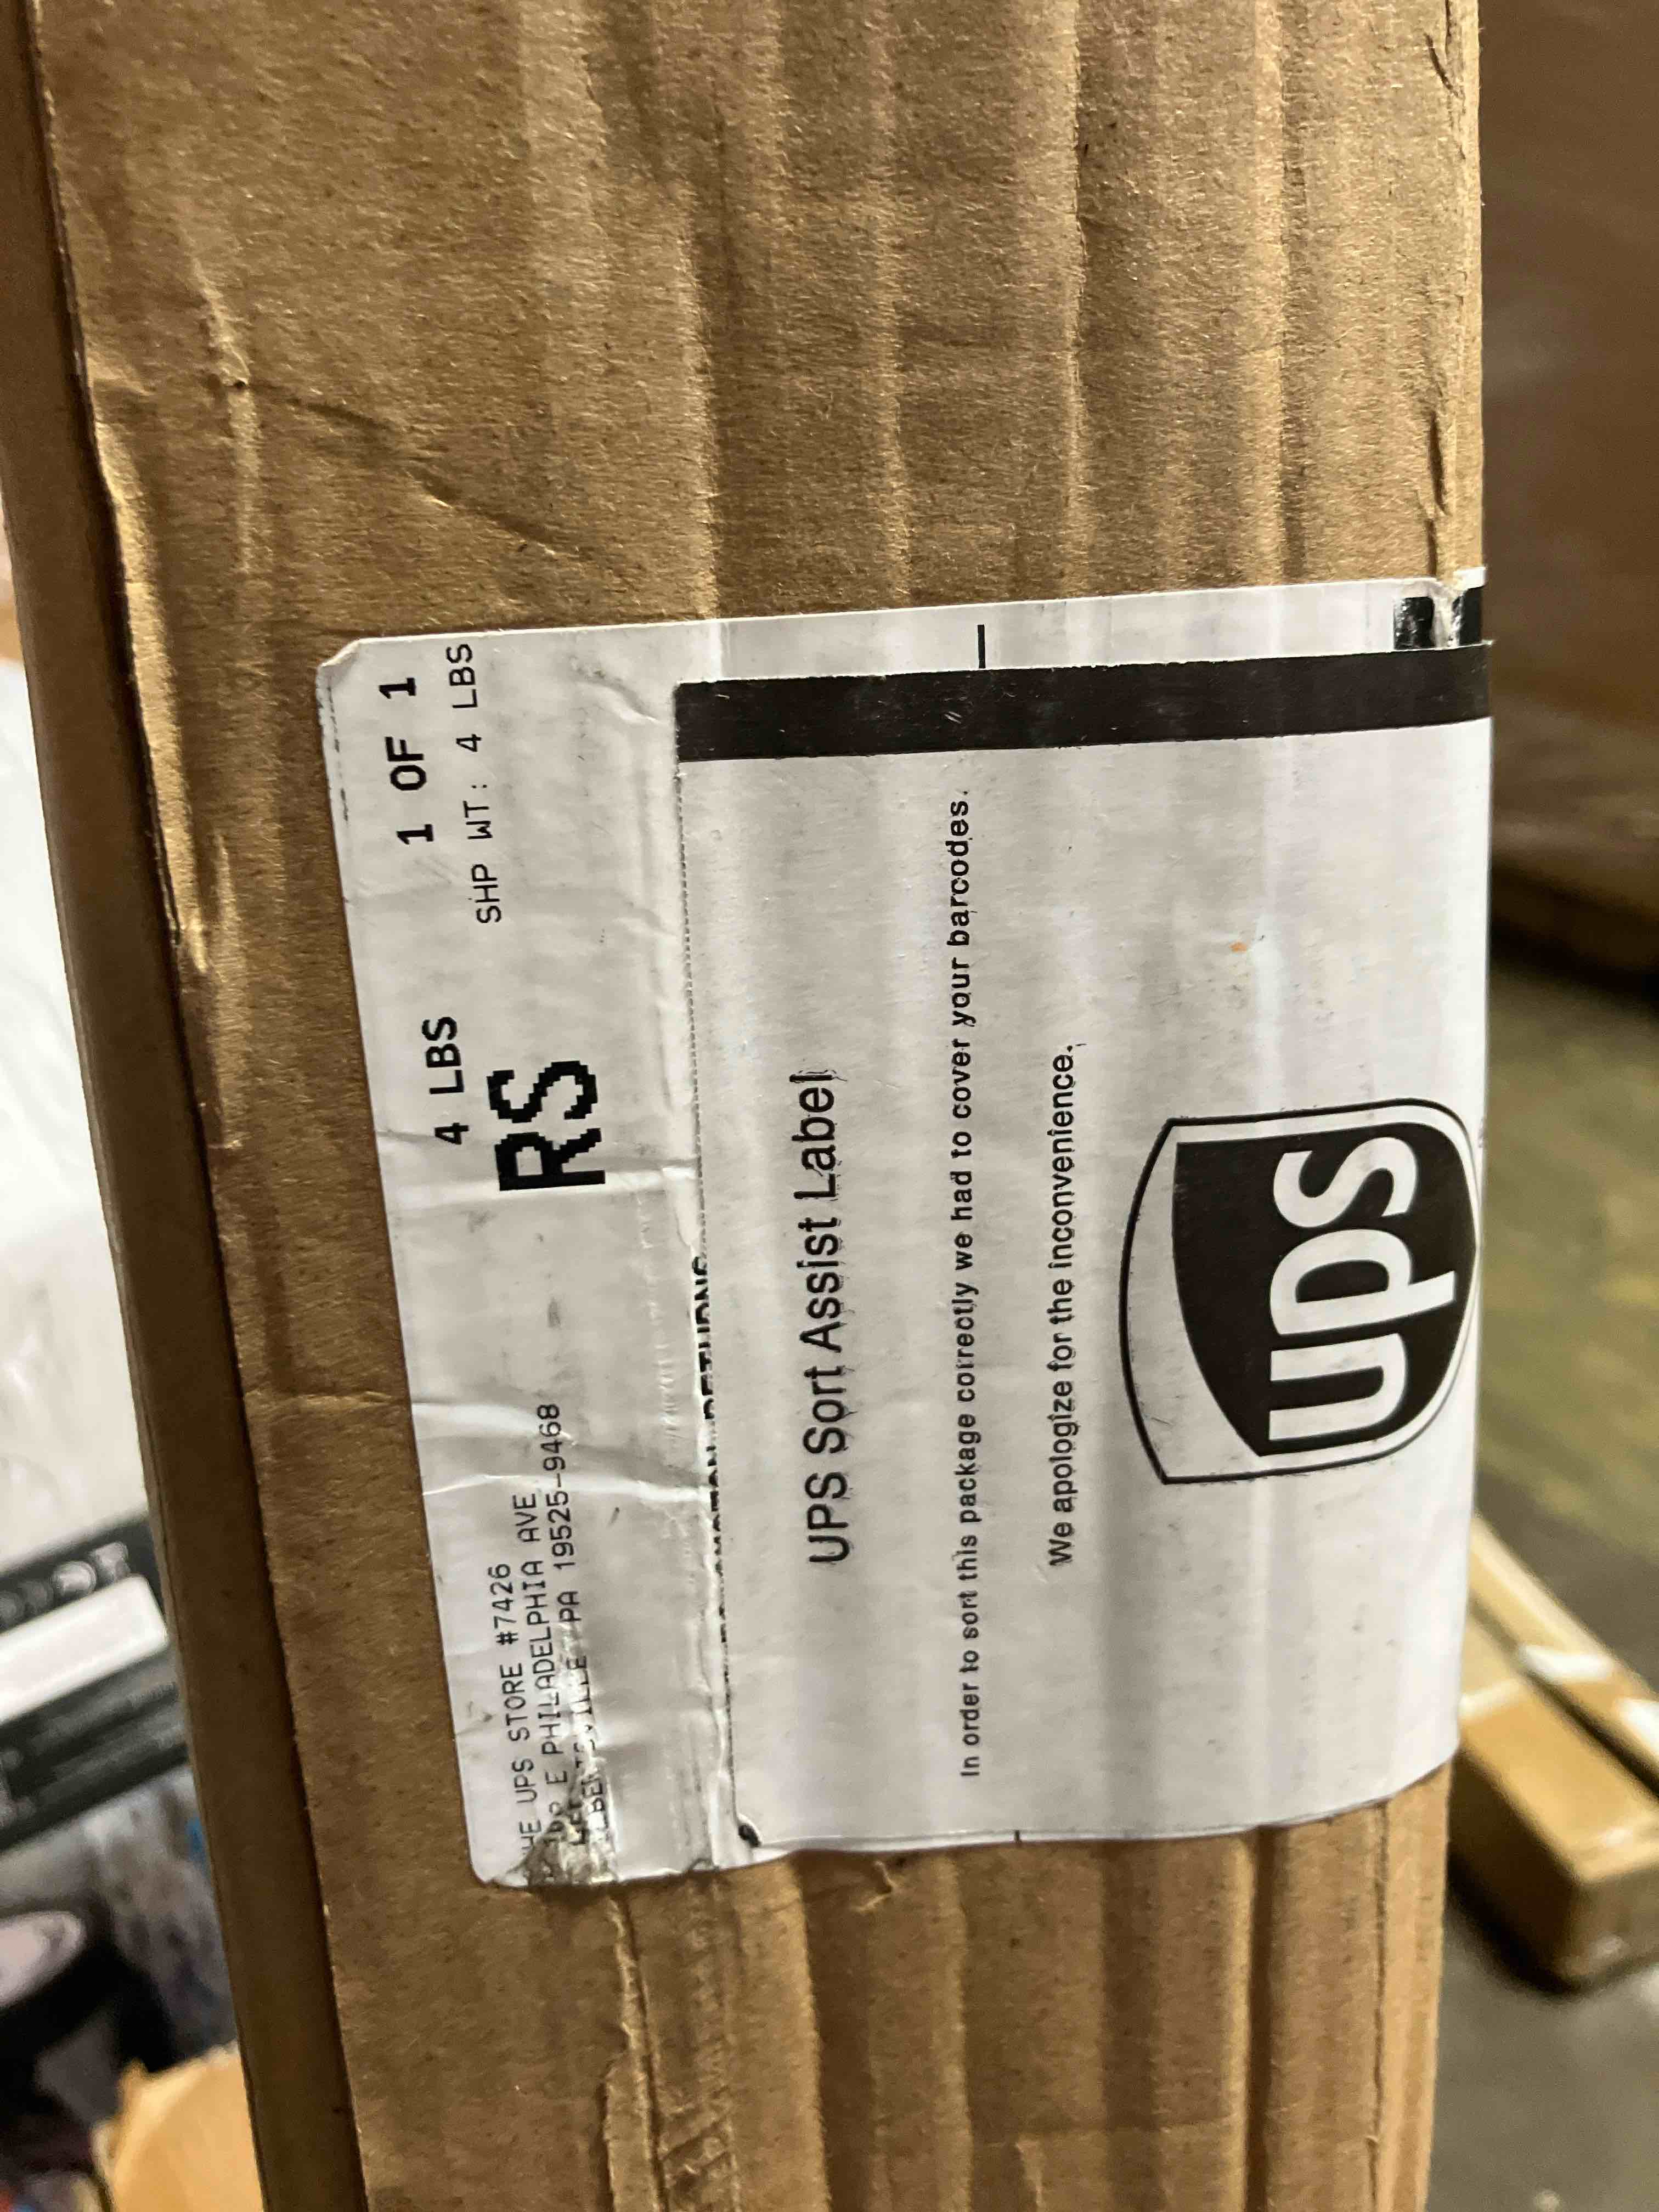 4 LBS 1 OF 1
SHP WT: 4 LBS
RS
UPS STORE #7426
E PHILADELPHIA AVE
PA 19525-9468
RETURNS
UPS Sort Assist Label
In order to sort this package correctly we had to cover your barcodes.
We apologize for the inconvenience.
ups